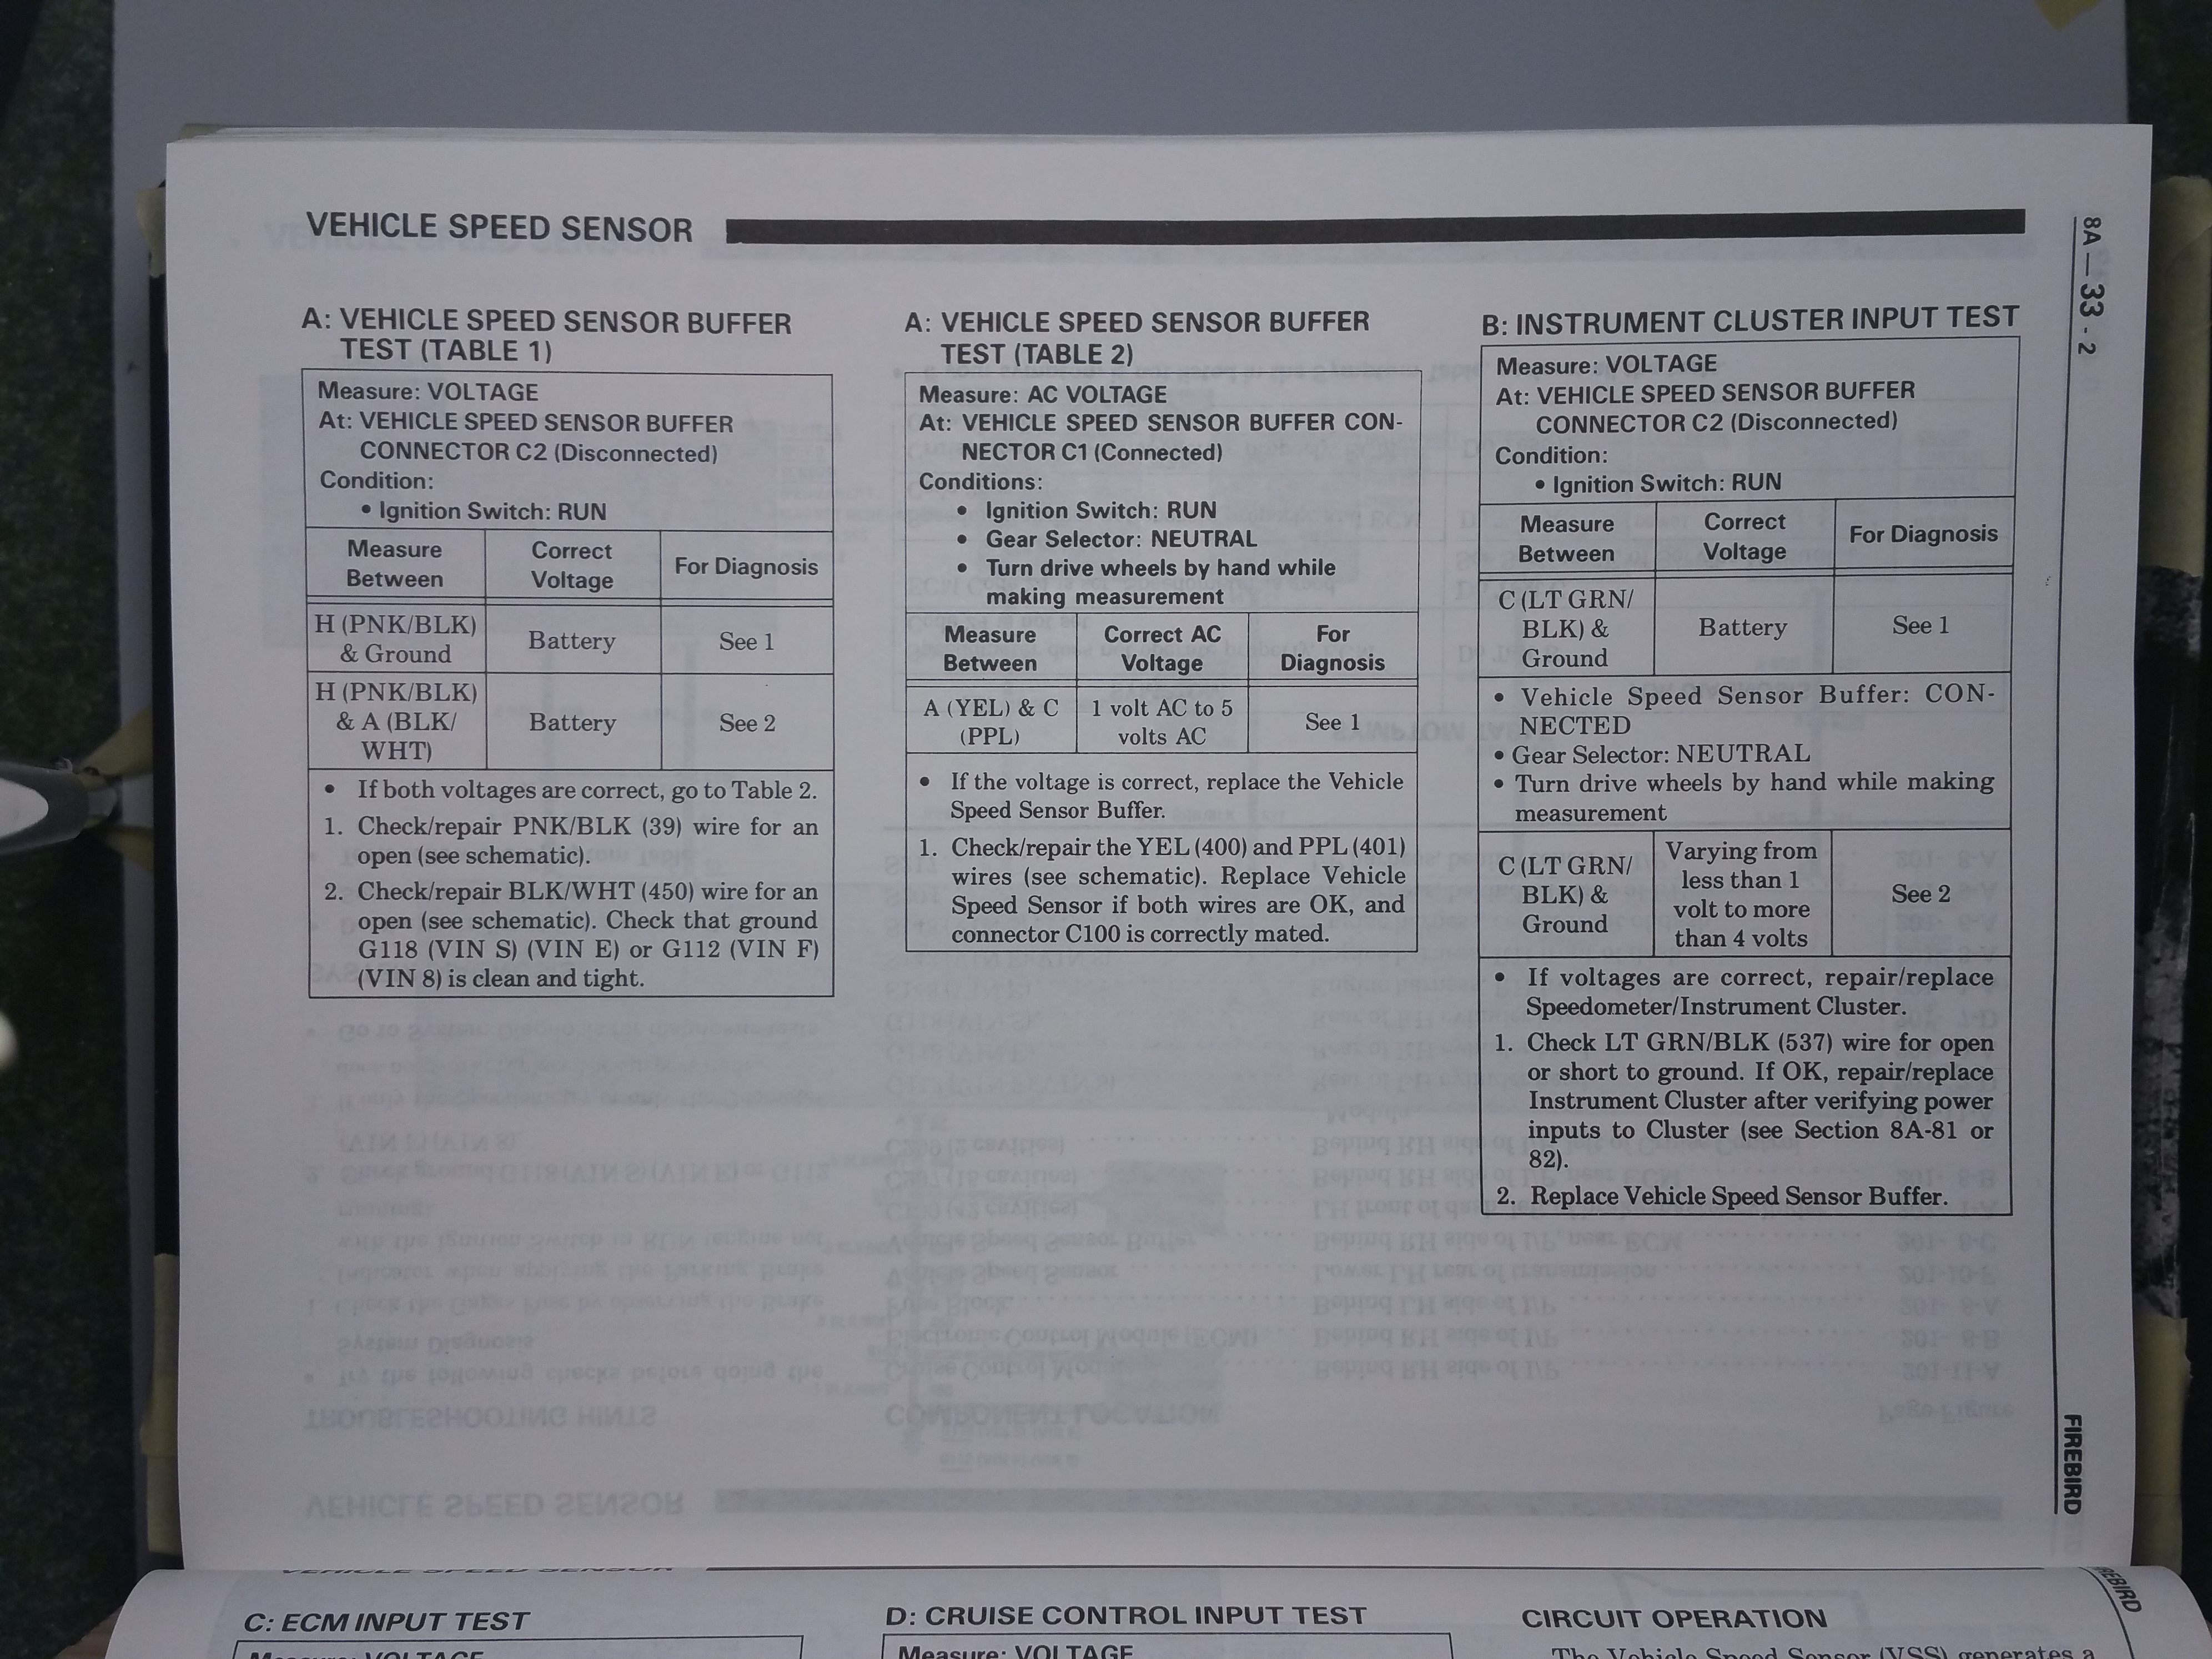 VEHICLE SPEED SENSOR
8A — 33 - 2
A: VEHICLE SPEED SENSOR BUFFER
TEST (TABLE 1)
Measure: VOLTAGE
At: VEHICLE SPEED SENSOR BUFFER
CONNECTOR C2 (Disconnected)
Condition:
• Ignition Switch: RUN
Measure Between | Correct Voltage | For Diagnosis
H (PNK/BLK) & Ground | Battery | See 1
H (PNK/BLK) & A (BLK/WHT) | Battery | See 2
• If both voltages are correct, go to Table 2.
1. Check/repair PNK/BLK (39) wire for an
open (see schematic).
2. Check/repair BLK/WHT (450) wire for an
open (see schematic). Check that ground
G118 (VIN S) (VIN E) or G112 (VIN F)
(VIN 8) is clean and tight.
A: VEHICLE SPEED SENSOR BUFFER
TEST (TABLE 2)
Measure: AC VOLTAGE
At: VEHICLE SPEED SENSOR BUFFER CON-
NECTOR C1 (Connected)
Conditions:
• Ignition Switch: RUN
• Gear Selector: NEUTRAL
• Turn drive wheels by hand while
making measurement
Measure Between | Correct AC Voltage | For Diagnosis
A (YEL) & C (PPL) | 1 volt AC to 5 volts AC | See 1
• If the voltage is correct, replace the Vehicle
Speed Sensor Buffer.
1. Check/repair the YEL (400) and PPL (401)
wires (see schematic). Replace Vehicle
Speed Sensor if both wires are OK, and
connector C100 is correctly mated.
B: INSTRUMENT CLUSTER INPUT TEST
Measure: VOLTAGE
At: VEHICLE SPEED SENSOR BUFFER
CONNECTOR C2 (Disconnected)
Condition:
• Ignition Switch: RUN
Measure Between | Correct Voltage | For Diagnosis
C (LT GRN/BLK) & Ground | Battery | See 1
• Vehicle Speed Sensor Buffer: CON-
NECTED
• Gear Selector: NEUTRAL
• Turn drive wheels by hand while making
measurement
C (LT GRN/BLK) & Ground | Varying from less than 1 volt to more than 4 volts | See 2
• If voltages are correct, repair/replace
Speedometer/Instrument Cluster.
1. Check LT GRN/BLK (537) wire for open
or short to ground. If OK, repair/replace
Instrument Cluster after verifying power
inputs to Cluster (see Section 8A-81 or
82).
2. Replace Vehicle Speed Sensor Buffer.
FIREBIRD
C: ECM INPUT TEST
Measure: VOLTAGE
D: CRUISE CONTROL INPUT TEST
Measure: VOLTAGE
CIRCUIT OPERATION
The Vehicle Speed Sensor (VSS) generates a